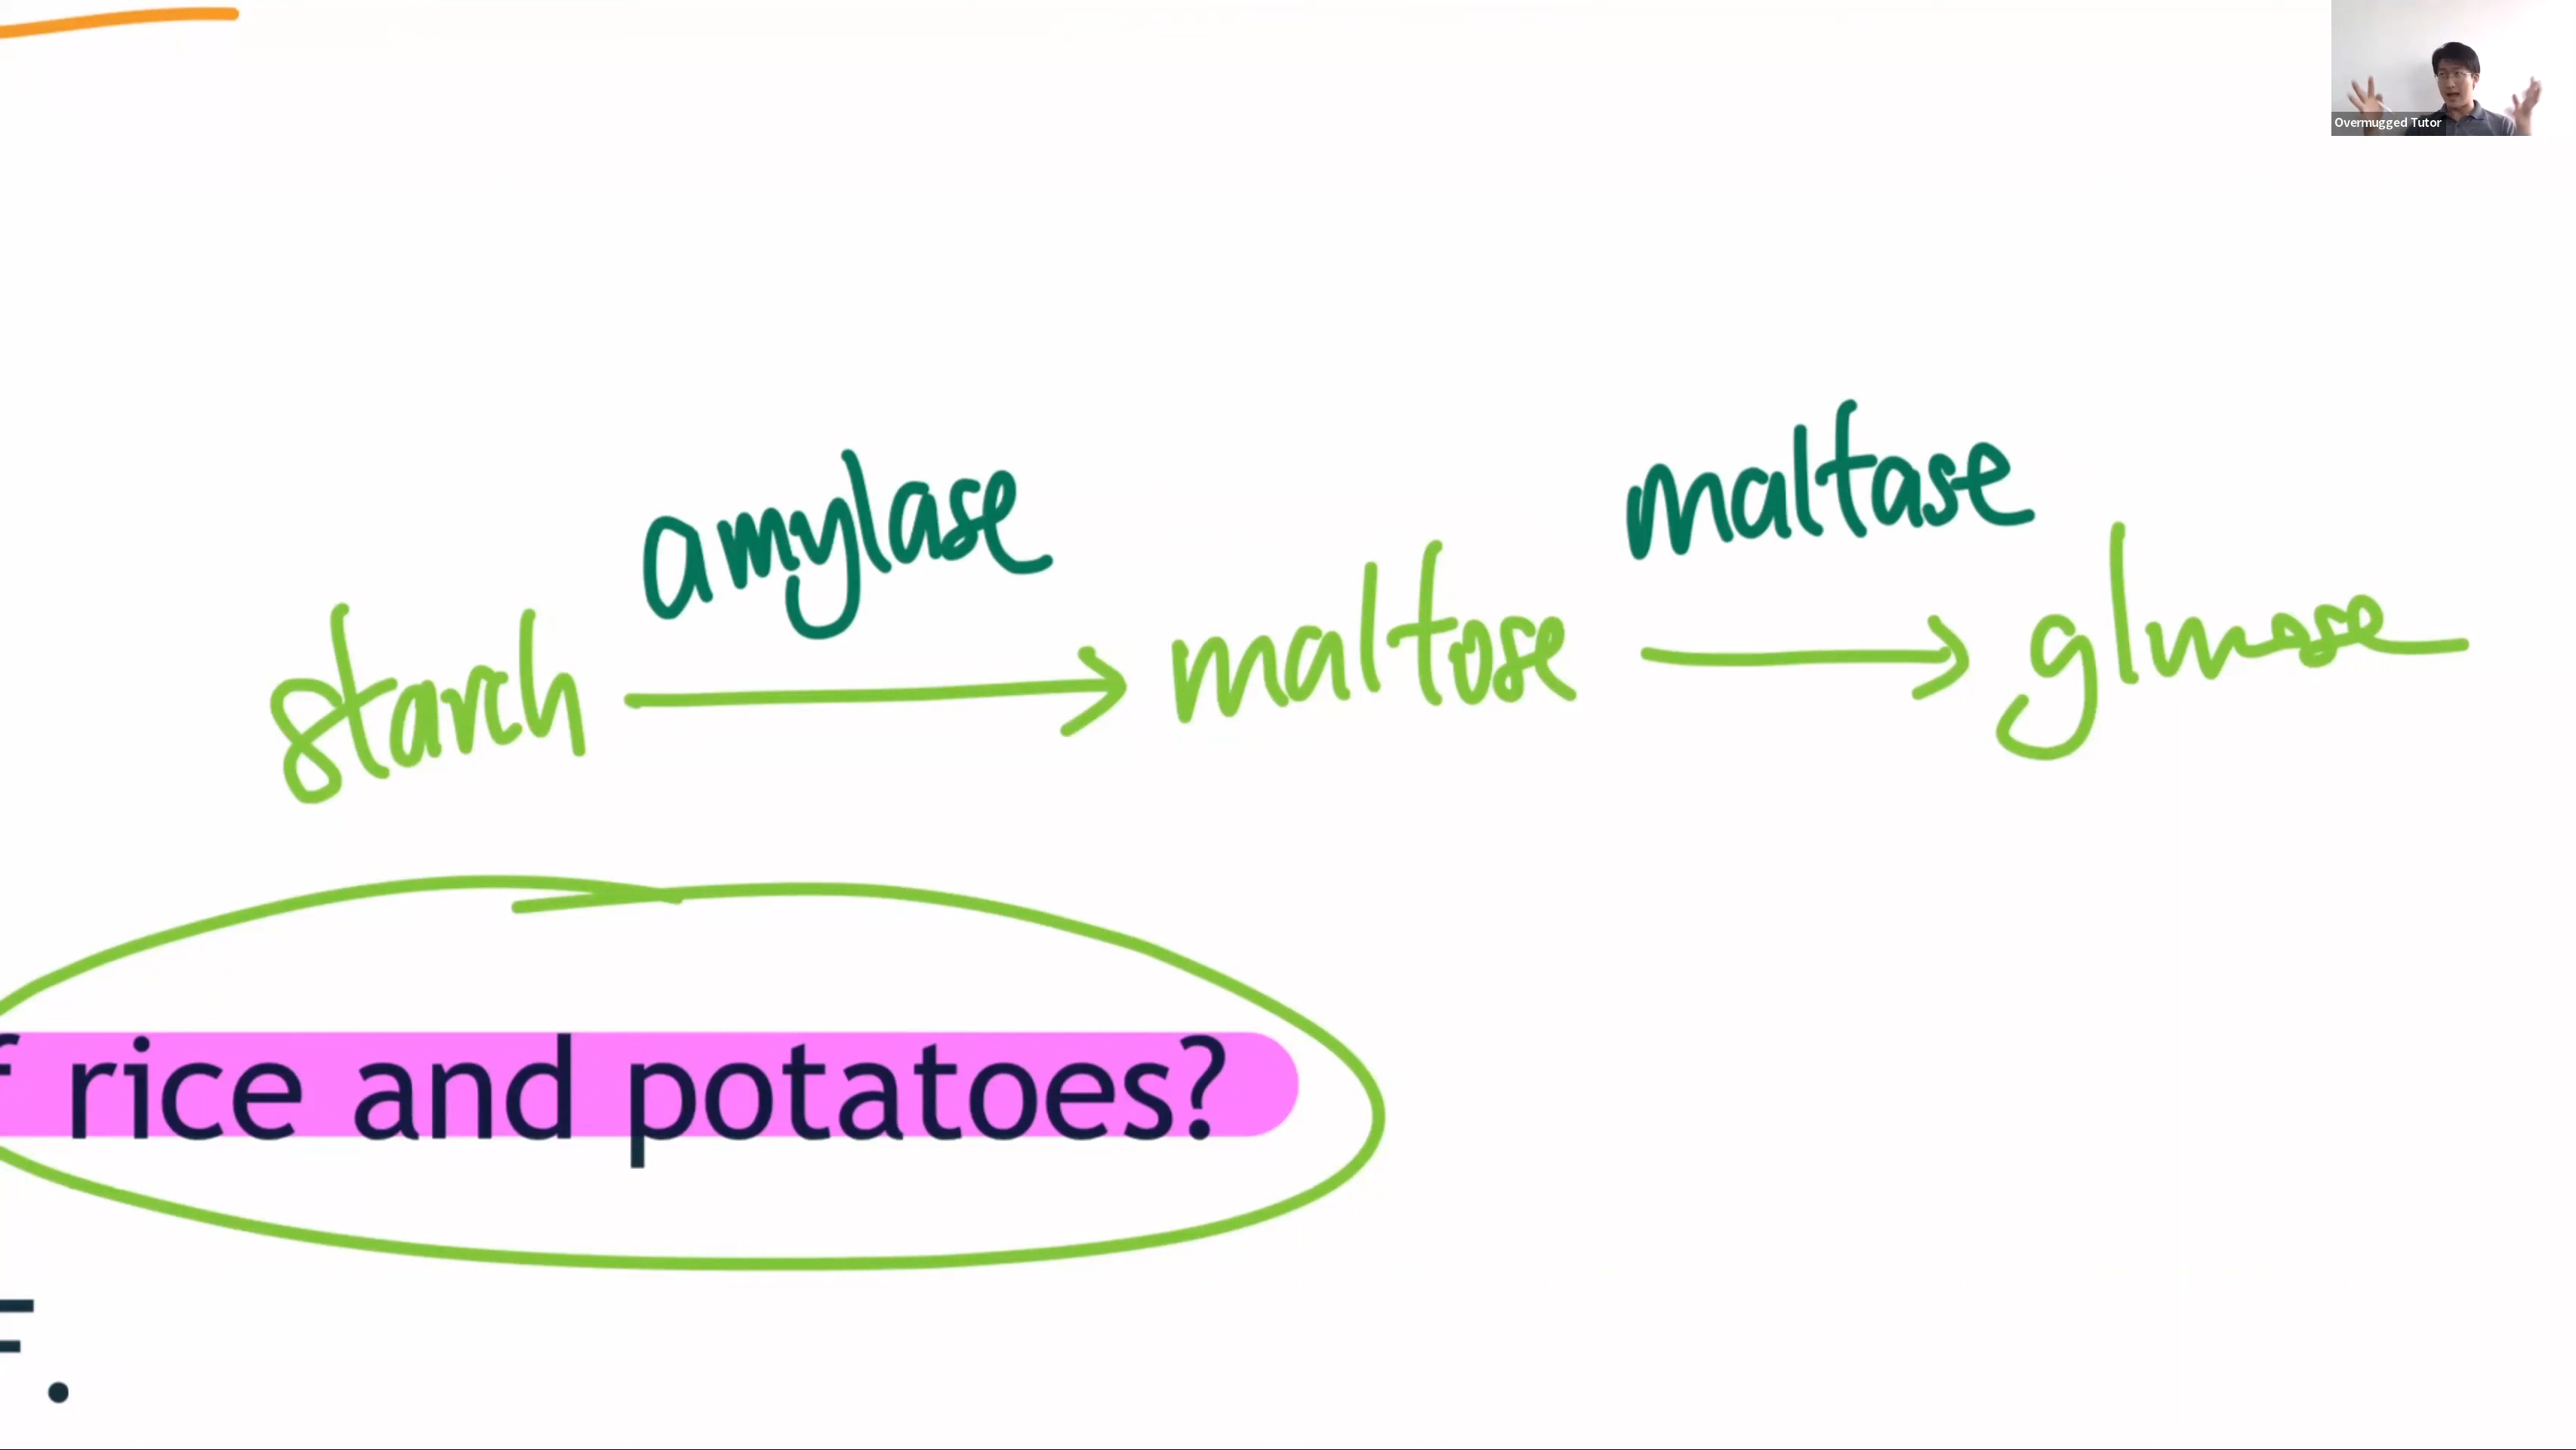 Overmugged Tutor
amylase maltase
starch → maltose → glucose
f rice and potatoes?
.